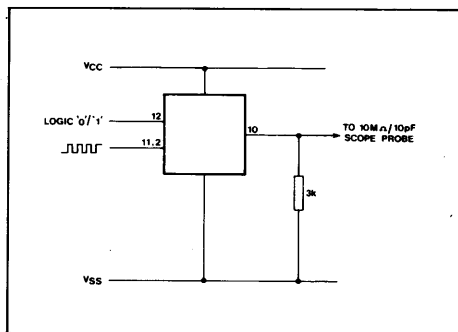 VCC
LOGIC '0'/'1'
12
11, 2
10
TO 10MΩ/10pF
SCOPE PROBE
3k
VSS